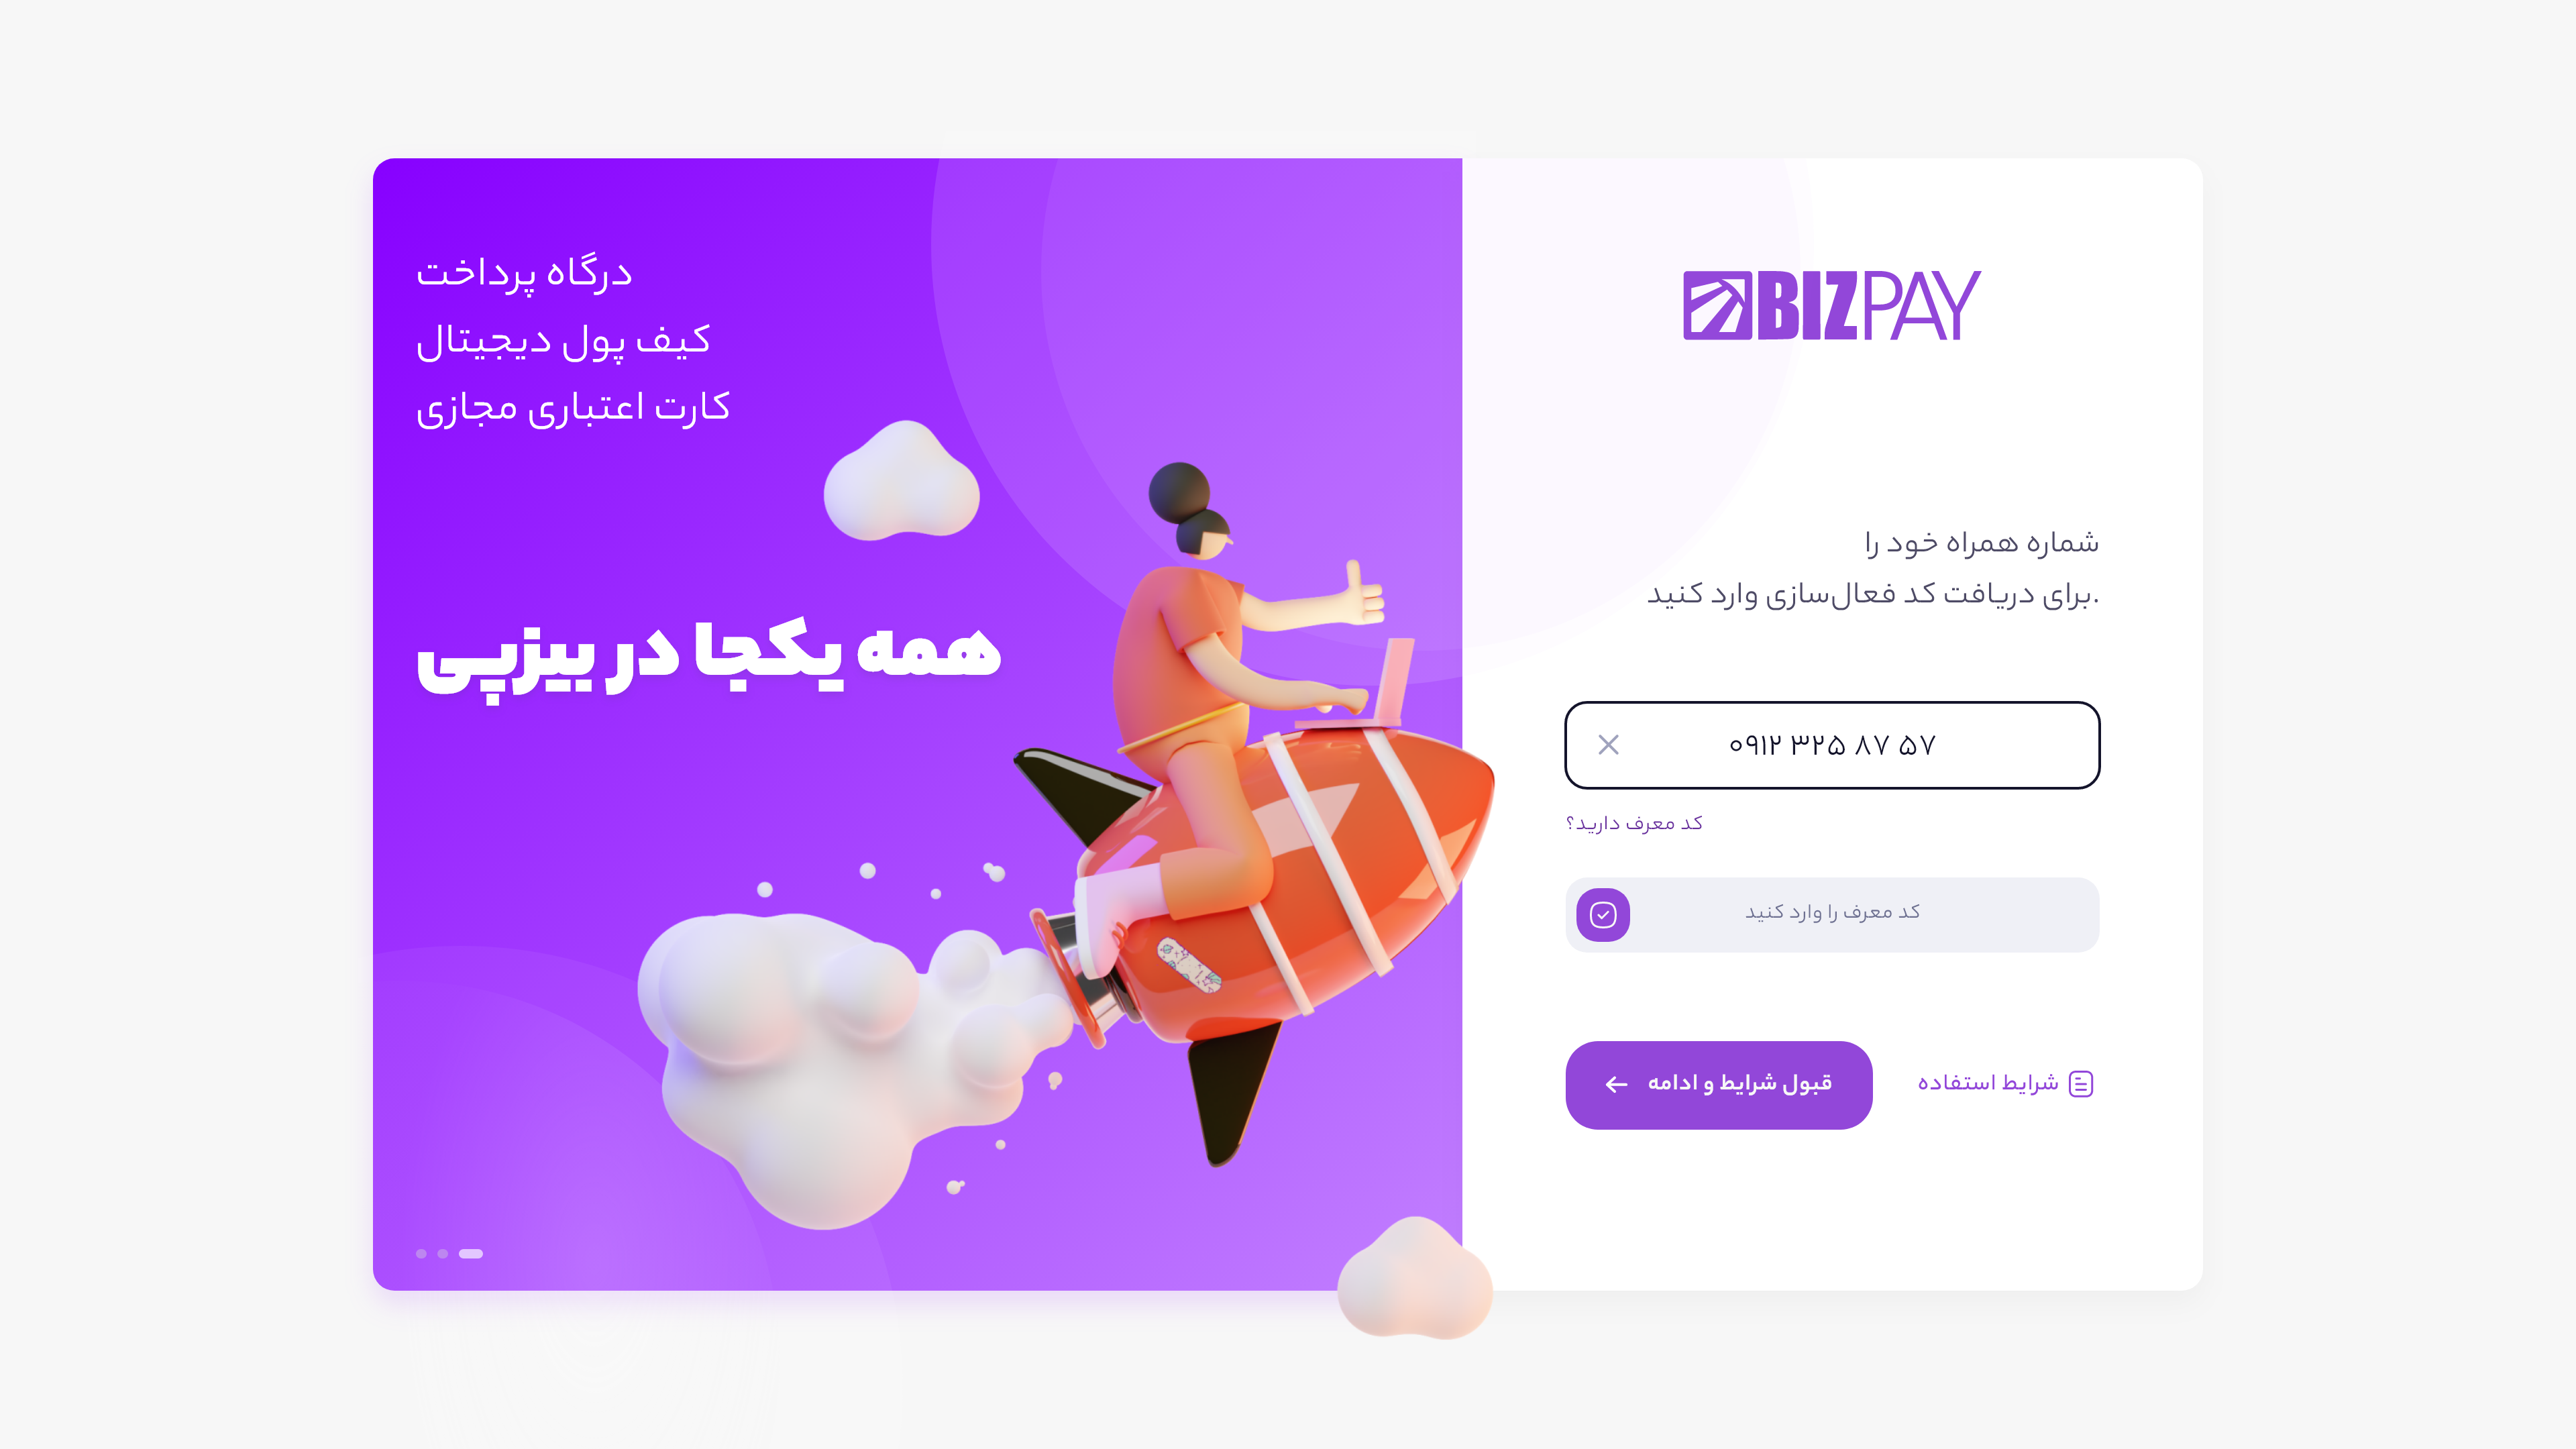 BIZPAY
شماره همراه خود را
برای دریافت کد فعال‌سازی وارد کنید.
۰۹۱۲ ۳۲۵ ۸۷ ۵۷
کد معرف دارید؟
کد معرف را وارد کنید
شرایط استفاده
قبول شرایط و ادامه
درگاه پرداخت
کیف پول دیجیتال
کارت اعتباری مجازی
همه یکجا در بیزپی